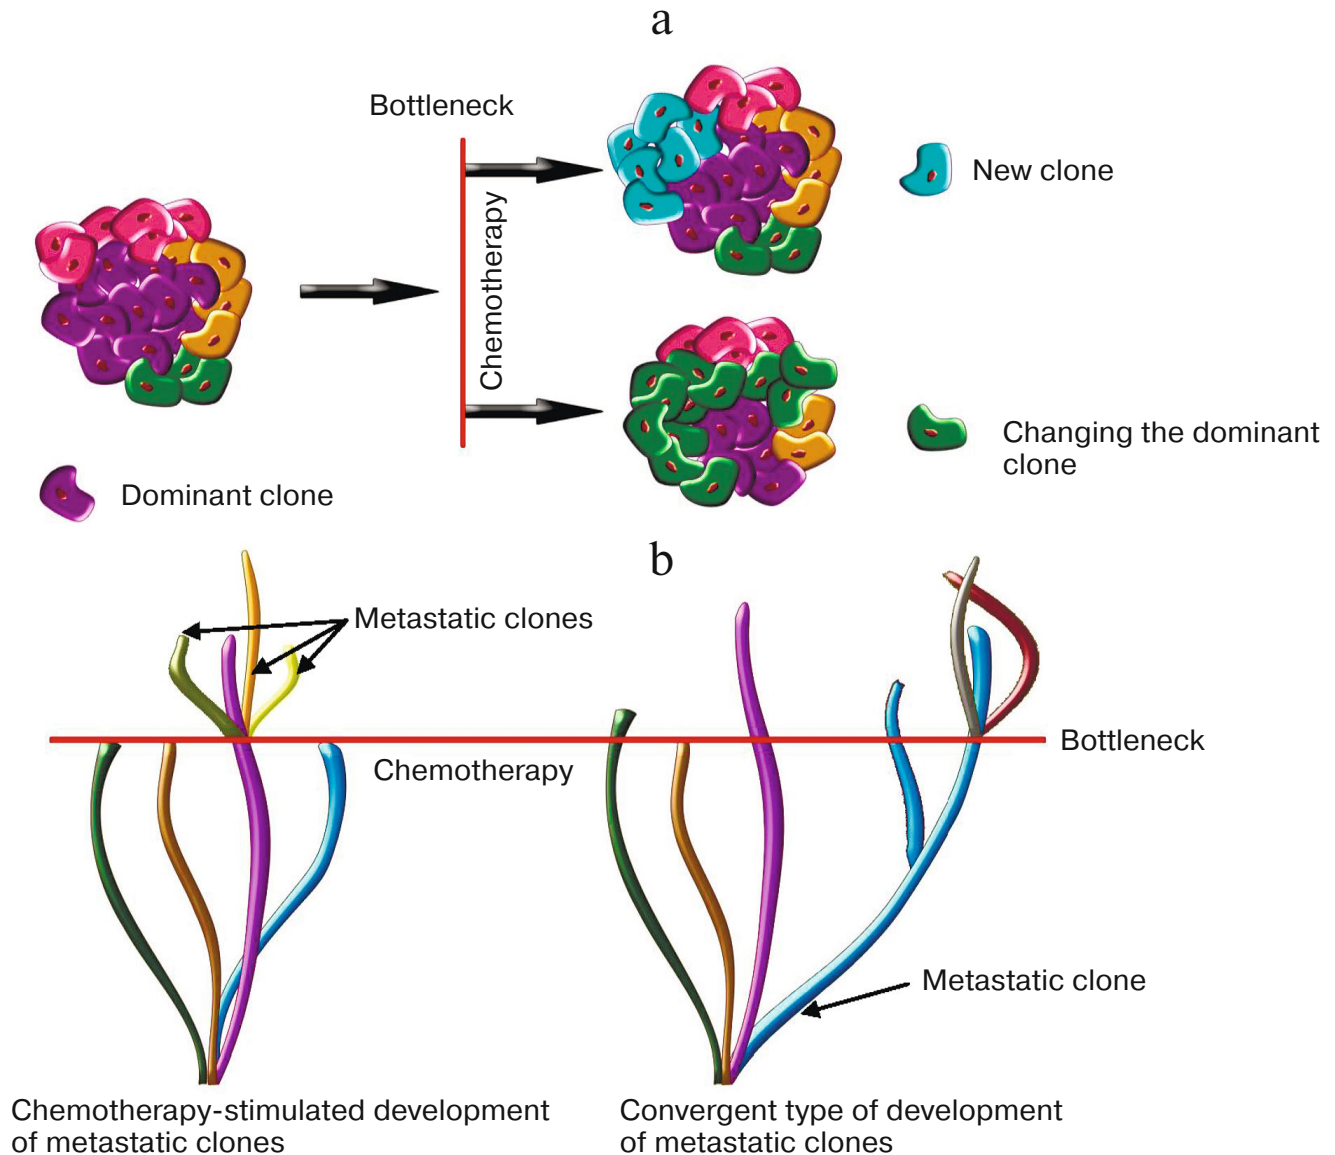 a
Bottleneck
Chemotherapy
New clone
Changing the dominant
clone
Dominant clone
b
Metastatic clones
Bottleneck
Chemotherapy
Metastatic clone
Chemotherapy-stimulated development
of metastatic clones
Convergent type of development
of metastatic clones